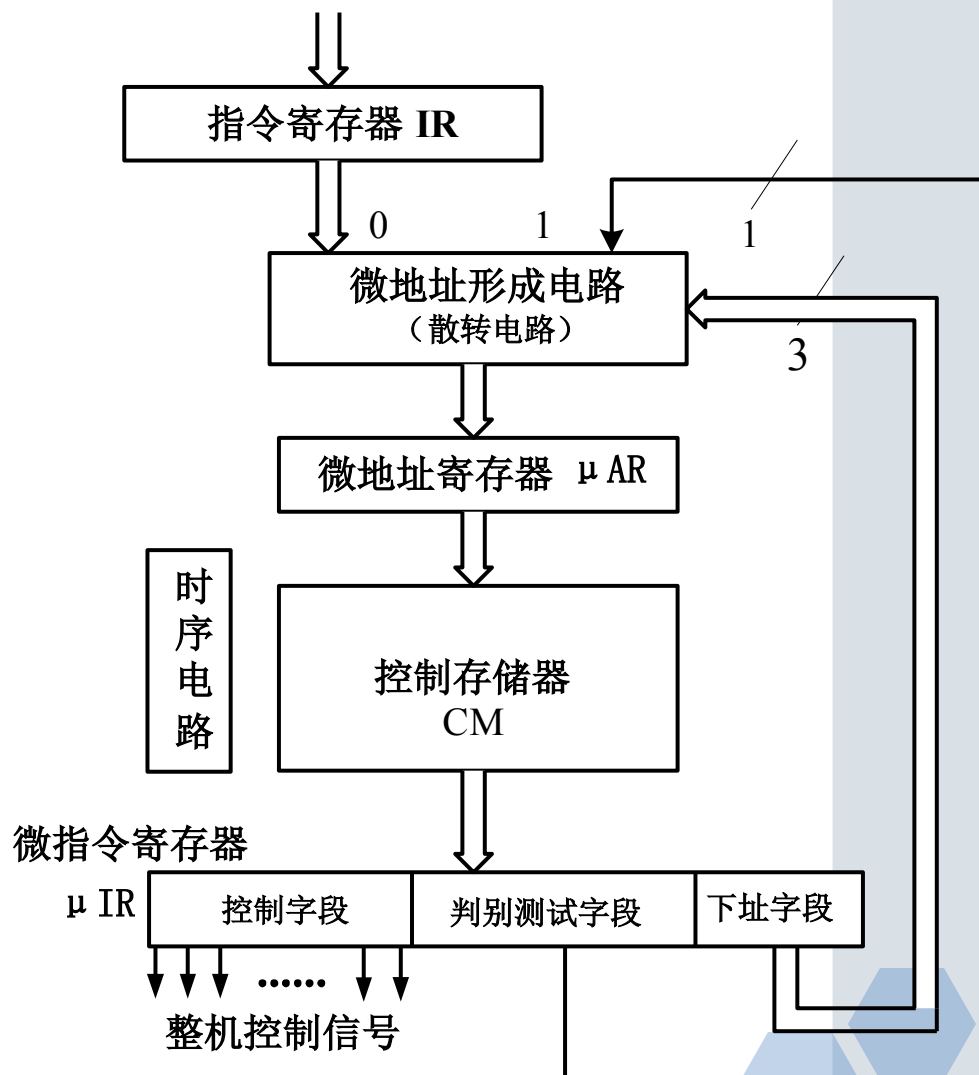 指令寄存器 IR
0
1
1
微地址形成电路
（散转电路）
3
微地址寄存器 μAR
时序电路
控制存储器
CM
微指令寄存器
μIR
控制字段
判别测试字段
下址字段
······
整机控制信号